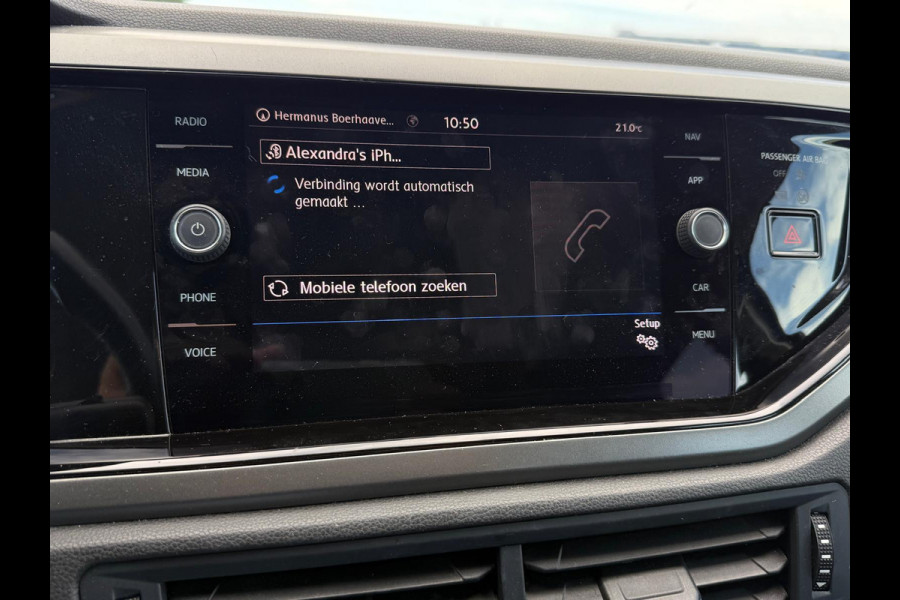 RADIO
MEDIA
PHONE
VOICE
Hermanus Boerhaave...
10:50
21.0°C
Alexandra's iPh...
Verbinding wordt automatisch
gemaakt ...
Mobiele telefoon zoeken
Setup
NAV
APP
CAR
MENU
PASSENGER AIR BAG
OFF